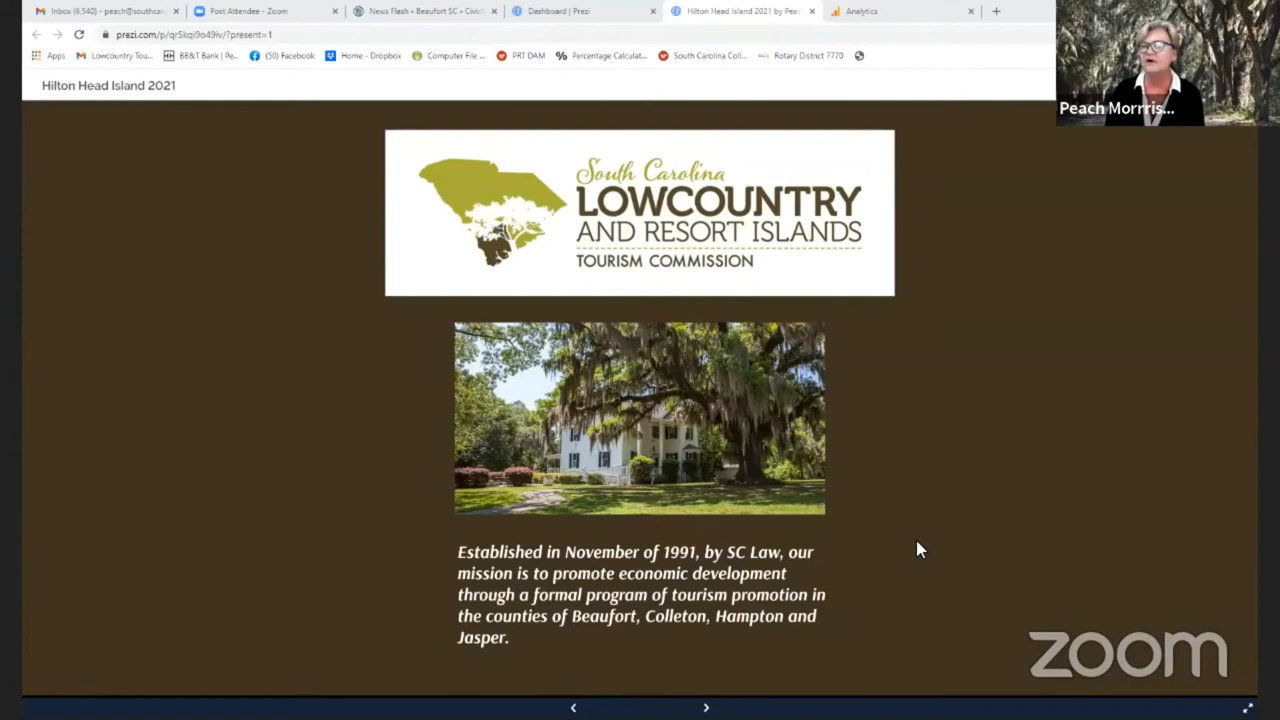 Inbox (6,540) - peach@southca
Post Attendee - Zoom
News Flash • Beaufort SC • Civic
Dashboard | Prezi
Hilton Head Island 2021 by Pea
Analytics
prezi.com/p/qr5kqi9o49iv/?present=1
Apps
Lowcountry Tou...
BB&T Bank | Pe...
(50) Facebook
Home - Dropbox
Computer File ...
PRT DAM
Percentage Calculat...
South Carolina Coll...
Rotary District 7770
Hilton Head Island 2021
Peach Morrris...
South Carolina
LOWCOUNTRY
AND RESORT ISLANDS
TOURISM COMMISSION
Established in November of 1991, by SC Law, our
mission is to promote economic development
through a formal program of tourism promotion in
the counties of Beaufort, Colleton, Hampton and
Jasper.
zoom